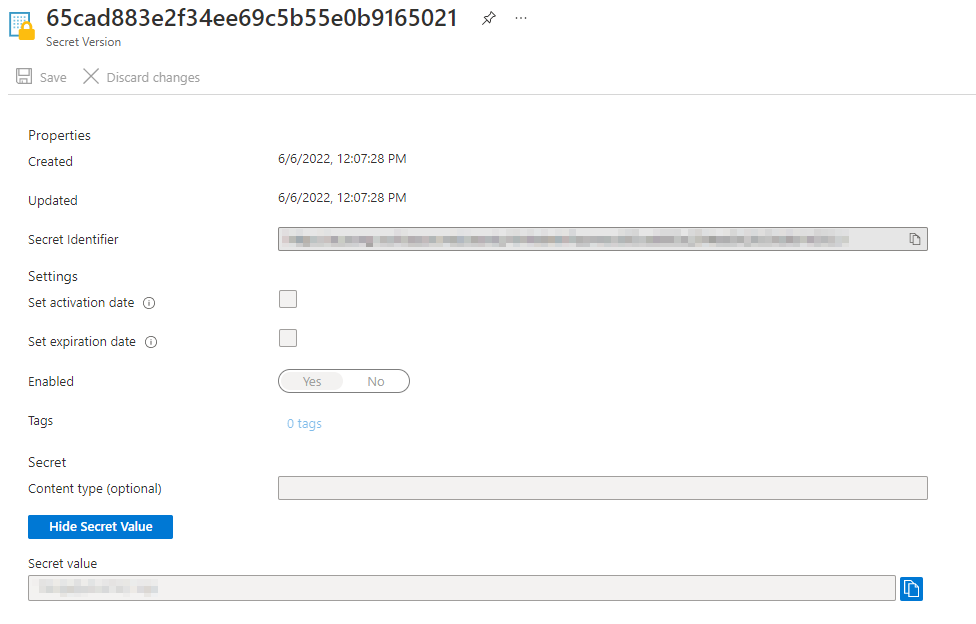 65cad883e2f34ee69c5b55e0b9165021
Secret Version
Save Discard changes
Properties
Created 6/6/2022, 12:07:28 PM
Updated 6/6/2022, 12:07:28 PM
Secret Identifier
Settings
Set activation date
Set expiration date
Enabled Yes No
Tags 0 tags
Secret
Content type (optional)
Hide Secret Value
Secret value